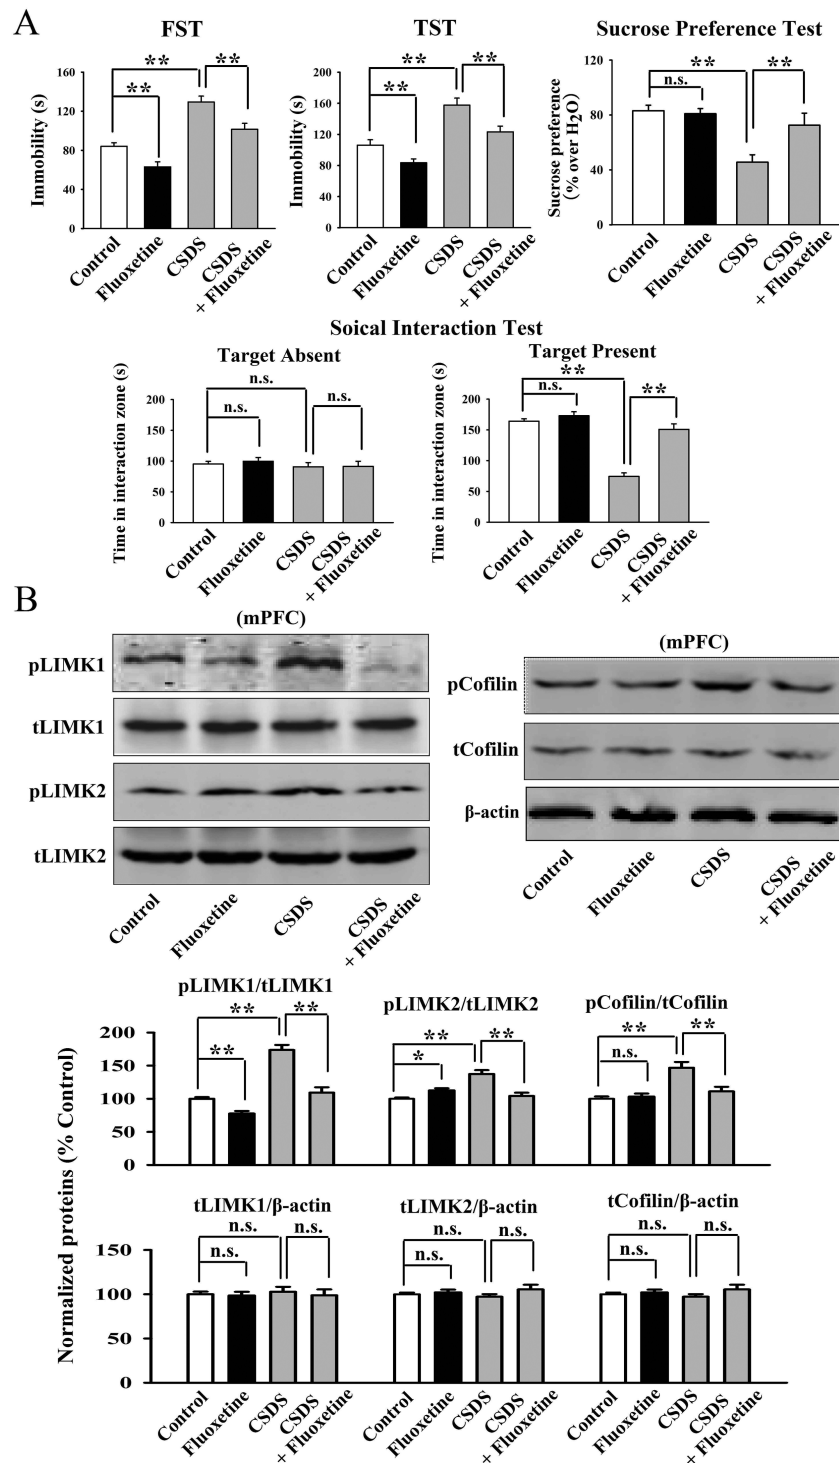 A
FST
TST
Sucrose Preference Test
Immobility (s)
160
120
80
40
0
**
**
**
Control
Fluoxetine
CSDS
CSDS
+ Fluoxetine
Immobility (s)
200
160
120
80
40
0
**
**
**
Control
Fluoxetine
CSDS
CSDS
+ Fluoxetine
Sucrose preference
(% over H2O)
120
80
40
0
**
**
n.s.
Control
Fluoxetine
CSDS
CSDS
+ Fluoxetine
Soical Interaction Test
Target Absent
Time in interaction zone (s)
200
150
100
50
0
n.s.
n.s.
n.s.
Control
Fluoxetine
CSDS
CSDS
+ Fluoxetine
Target Present
Time in interaction zone (s)
200
150
100
50
0
**
n.s.
**
Control
Fluoxetine
CSDS
CSDS
+ Fluoxetine
B
(mPFC)
pLIMK1
tLIMK1
pLIMK2
tLIMK2
Control
Fluoxetine
CSDS
CSDS
+ Fluoxetine
(mPFC)
pCofilin
tCofilin
β-actin
Control
Fluoxetine
CSDS
CSDS
+ Fluoxetine
Normalized proteins (% Control)
pLIMK1/tLIMK1
pLIMK2/tLIMK2
pCofilin/tCofilin
200
150
100
50
0
**
**
**
**
**
*
**
**
n.s.
tLIMK1/β-actin
tLIMK2/β-actin
tCofilin/β-actin
150
100
50
0
n.s.
n.s.
n.s.
n.s.
n.s.
n.s.
n.s.
n.s.
n.s.
Control
Fluoxetine
CSDS
CSDS
+ Fluoxetine
Control
Fluoxetine
CSDS
CSDS
+ Fluoxetine
Control
Fluoxetine
CSDS
CSDS
+ Fluoxetine